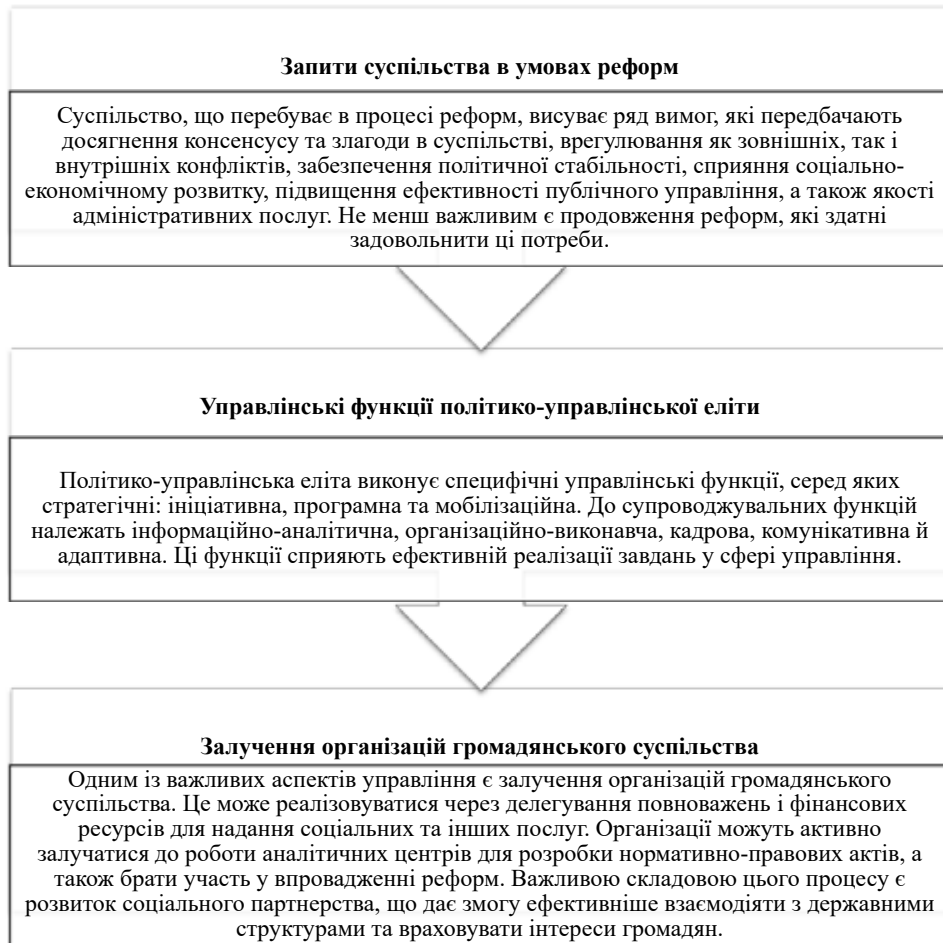 Запити суспільства в умовах реформ
Суспільство, що перебуває в процесі реформ, висуває ряд вимог, які передбачають
досягнення консенсусу та злагоди в суспільстві, врегулювання як зовнішніх, так і
внутрішніх конфліктів, забезпечення політичної стабільності, сприяння соціально-
економічному розвитку, підвищення ефективності публічного управління, а також якості
адміністративних послуг. Не менш важливим є продовження реформ, які здатні
задовольнити ці потреби.
Управлінські функції політико-управлінської еліти
Політико-управлінська еліта виконує специфічні управлінські функції, серед яких
стратегічні: ініціативна, програмна та мобілізаційна. До супроводжувальних функцій
належать інформаційно-аналітична, організаційно-виконавча, кадрова, комунікативна й
адаптивна. Ці функції сприяють ефективній реалізації завдань у сфері управління.
Залучення організацій громадянського суспільства
Одним із важливих аспектів управління є залучення організацій громадянського
суспільства. Це може реалізовуватися через делегування повноважень і фінансових
ресурсів для надання соціальних та інших послуг. Організації можуть активно
залучатися до роботи аналітичних центрів для розробки нормативно-правових актів, а
також брати участь у впровадженні реформ. Важливою складовою цього процесу є
розвиток соціального партнерства, що дає змогу ефективніше взаємодіяти з державними
структурами та враховувати інтереси громадян.